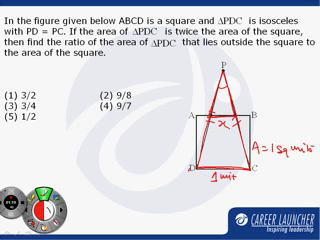 In the figure given below ABCD is a square and △PDC is isosceles
with PD = PC. If the area of △PDC is twice the area of the square,
then find the ratio of the area of △PDC that lies outside the square to
the area of the square.
P
(1) 3/2 (2) 9/8
(3) 3/4 (4) 9/7
(5) 1/2
A B
x
A = 1 sq units
D C
1 unit
CAREER LAUNCHER
Inspiring leadership